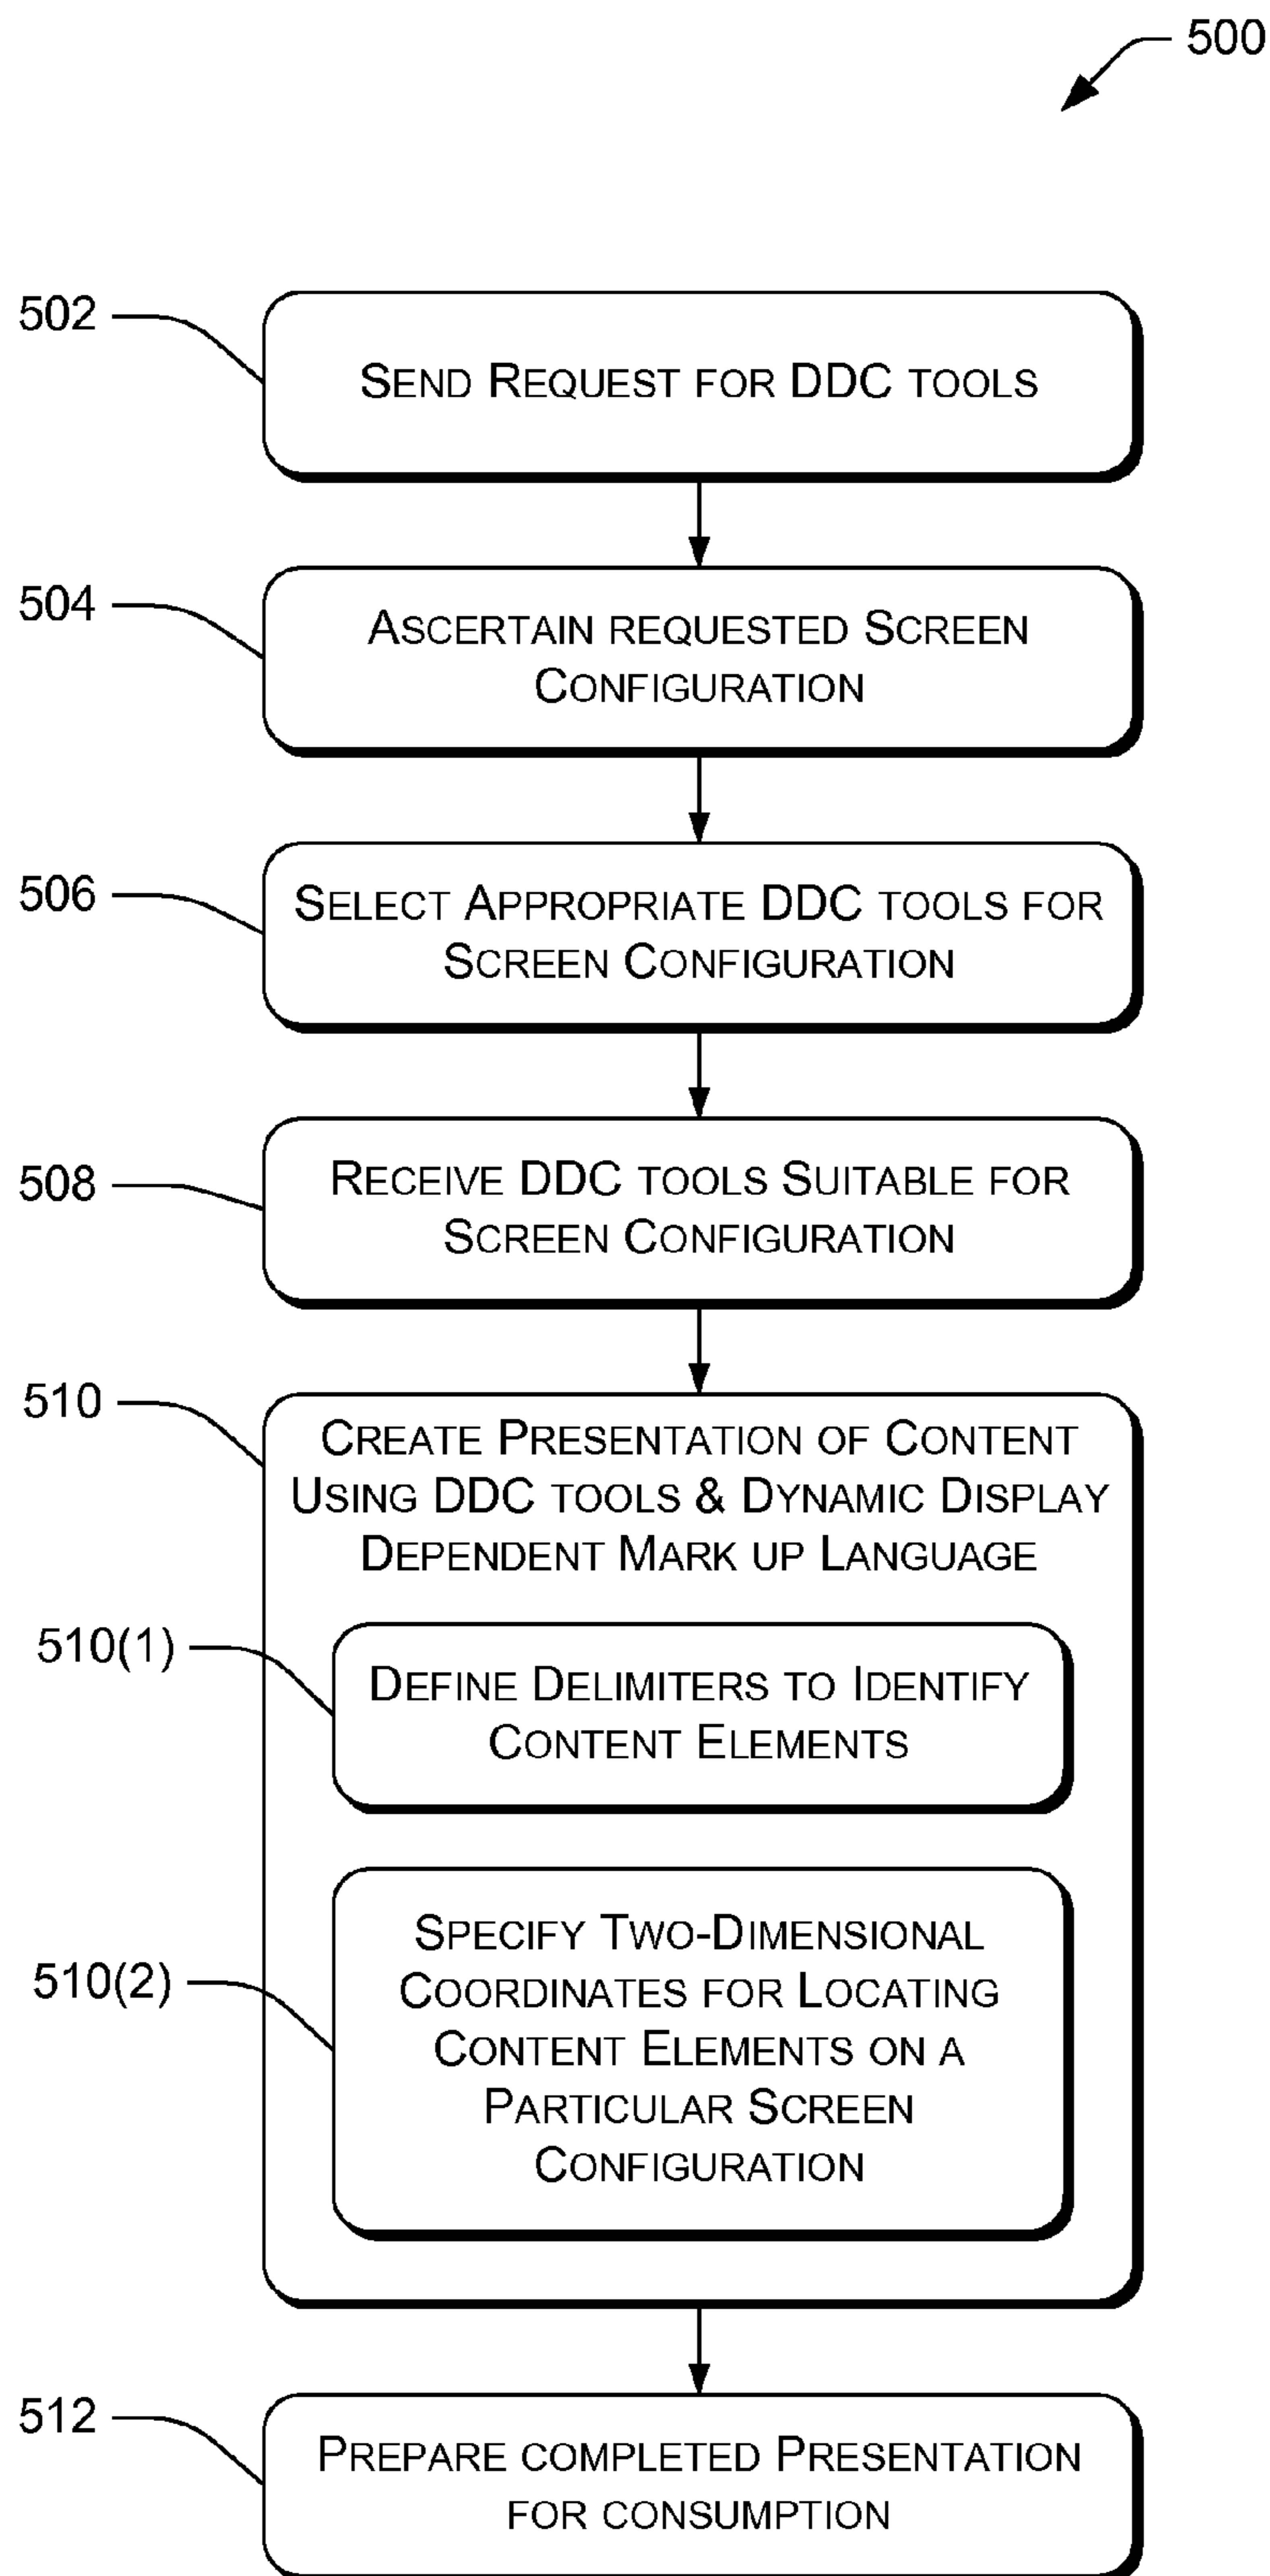 500
502
SEND REQUEST FOR DDC TOOLS
504
ASCERTAIN REQUESTED SCREEN
CONFIGURATION
506
SELECT APPROPRIATE DDC TOOLS FOR
SCREEN CONFIGURATION
508
RECEIVE DDC TOOLS SUITABLE FOR
SCREEN CONFIGURATION
510
CREATE PRESENTATION OF CONTENT
USING DDC TOOLS & DYNAMIC DISPLAY
DEPENDENT MARK UP LANGUAGE
510(1)
DEFINE DELIMITERS TO IDENTIFY
CONTENT ELEMENTS
510(2)
SPECIFY TWO-DIMENSIONAL
COORDINATES FOR LOCATING
CONTENT ELEMENTS ON A
PARTICULAR SCREEN
CONFIGURATION
512
PREPARE COMPLETED PRESENTATION
FOR CONSUMPTION